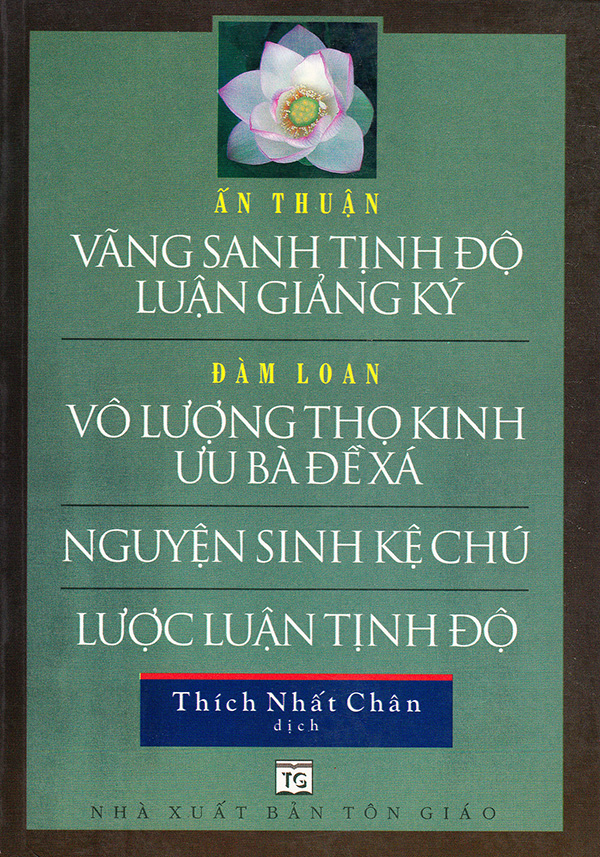 ẤN THUẬN
VÃNG SANH TỊNH ĐỘ
LUẬN GIẢNG KÝ
ĐÀM LOAN
VÔ LƯỢNG THỌ KINH
ƯU BÀ ĐỀ XÁ
NGUYỆN SINH KỆ CHÚ
LƯỢC LUẬN TỊNH ĐỘ
Thích Nhất Chân
dịch
TG
NHÀ XUẤT BẢN TÔN GIÁO